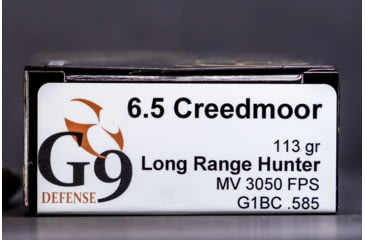 6.5 Creedmoor
113 gr
Long Range Hunter
MV 3050 FPS
G1BC .585
G9
DEFENSE